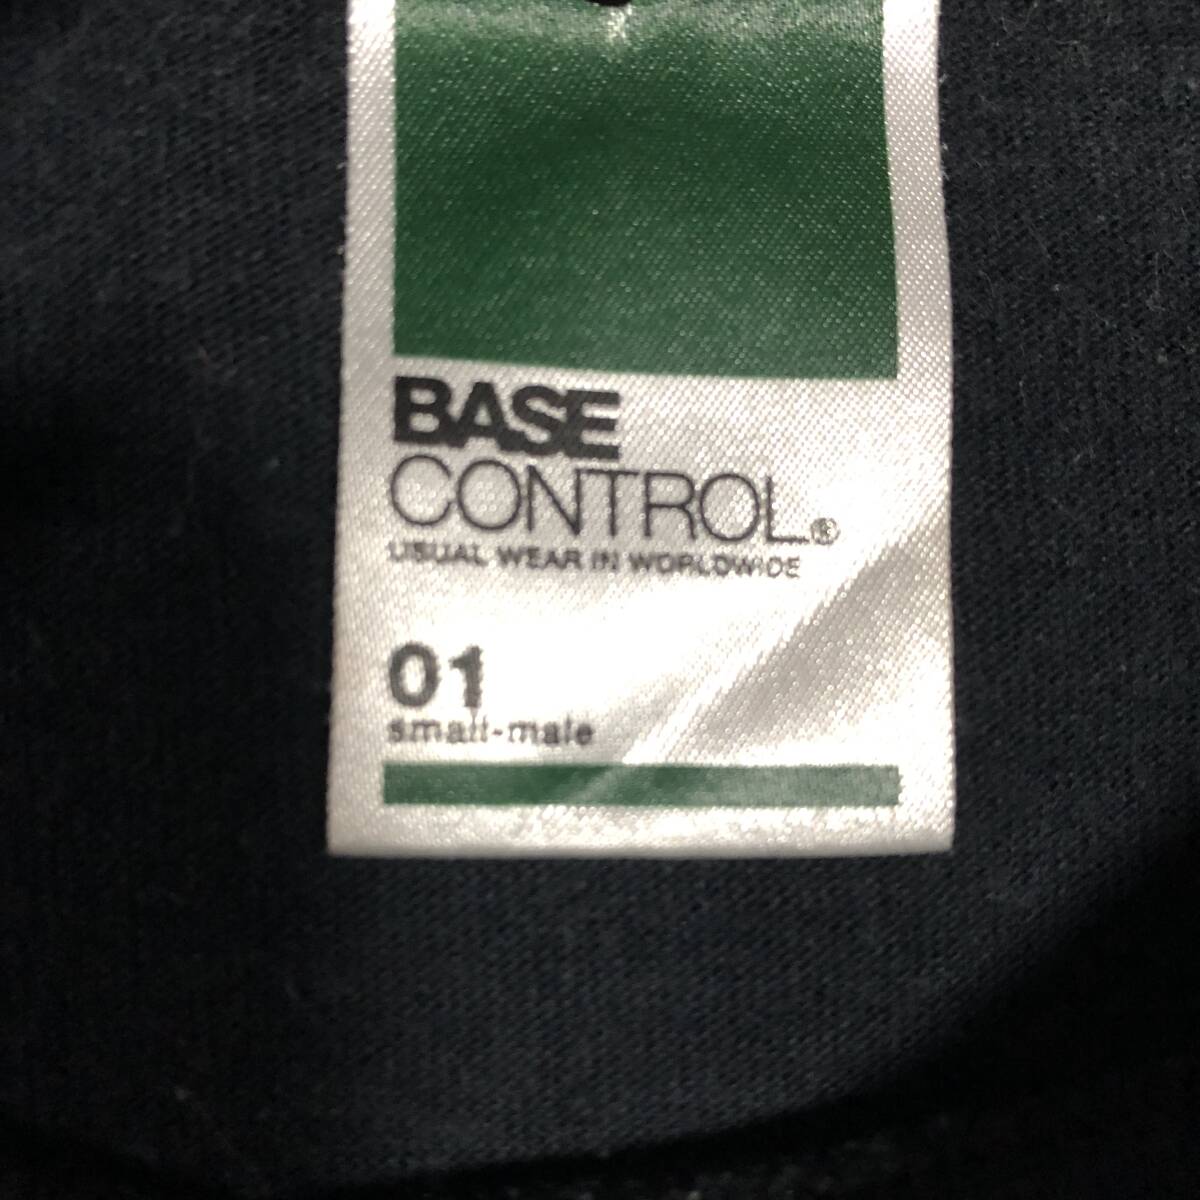 BASE
CONTROL®
USUAL WEAR IN WORLDWIDE
01
small-male